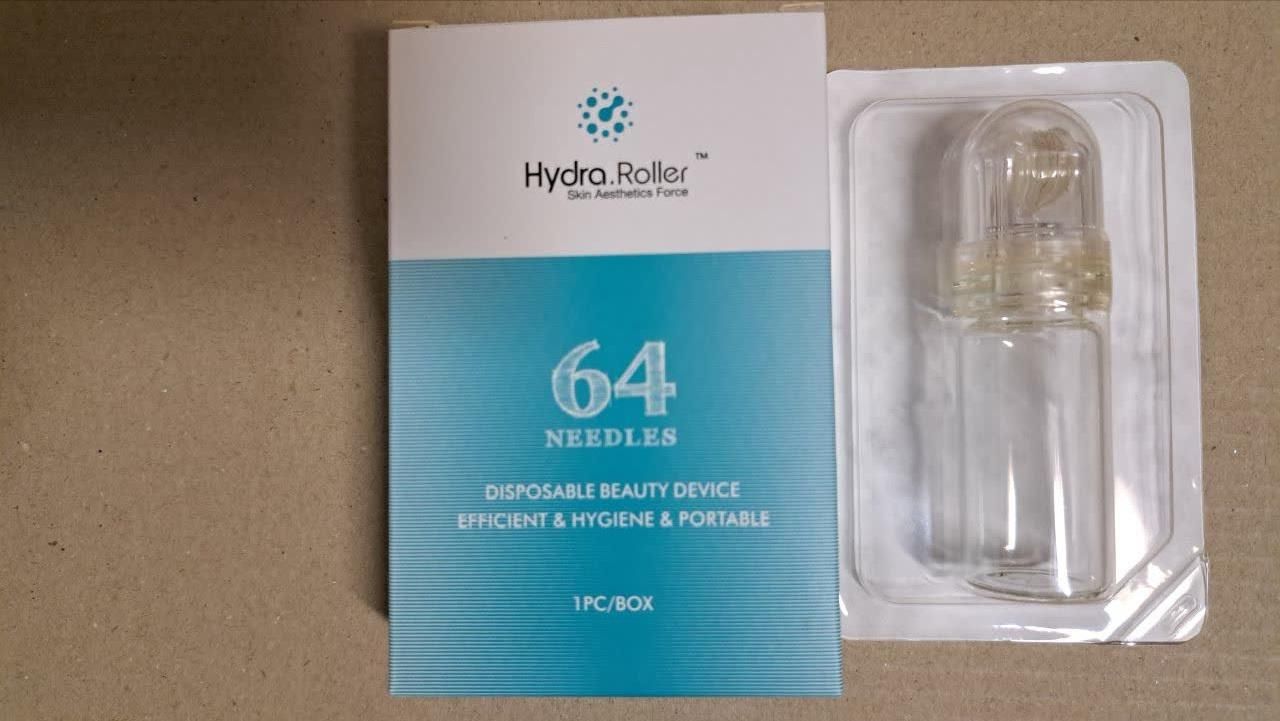 Hydra.Roller™
Skin Aesthetics Force
64
NEEDLES
DISPOSABLE BEAUTY DEVICE
EFFICIENT & HYGIENE & PORTABLE
1PC/BOX